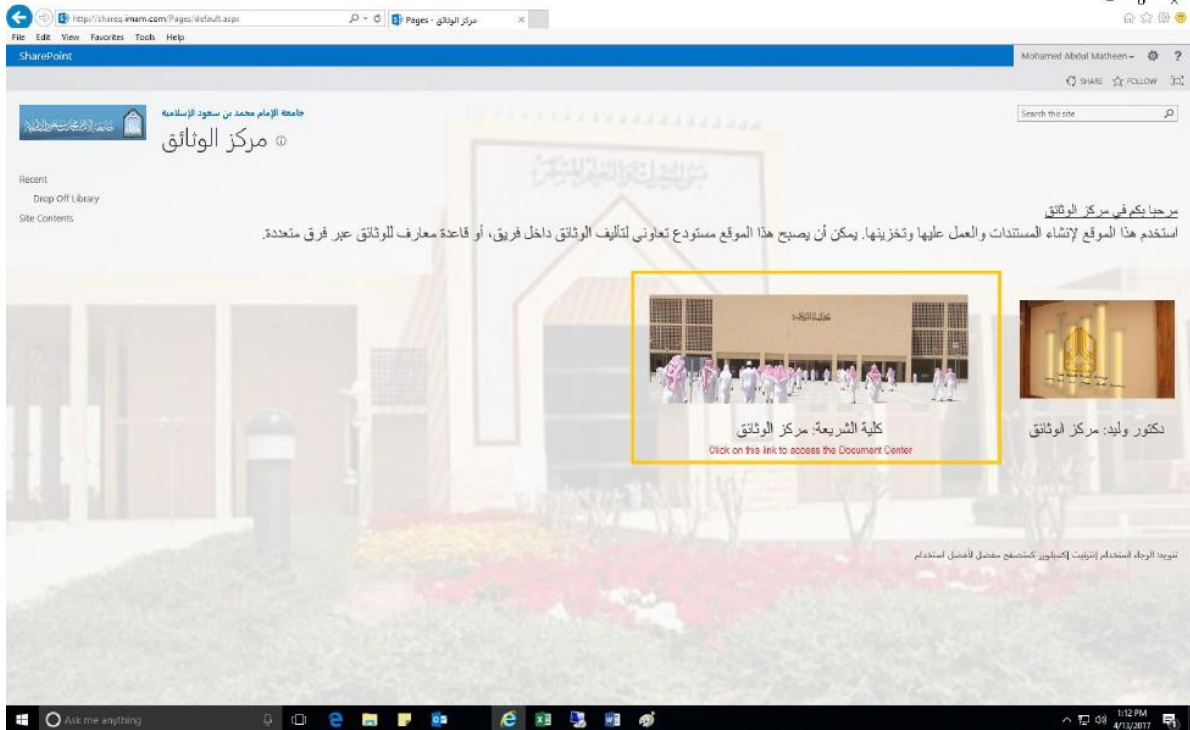 http://shareq.imam.com/Pages/default.aspx
Pages - مركز الوثائق
File Edit View Favorites Tools Help
SharePoint
Mohamed Abdul Matheen
SHARE FOLLOW
جامعة الإمام محمد بن سعود الإسلامية
مركز الوثائق
Search this site
Recent
Drop Off Library
Site Contents
مرحبا بكم في مركز الوثائق
استخدم هذا الموقع لإنشاء المستندات والعمل عليها وتخزينها. يمكن أن يصبح هذا الموقع مستودع تعاوني لتأليف الوثائق داخل فريق، أو قاعدة معارف للوثائق عبر فرق متعددة.
دكتور وليد: مركز الوثائق
كلية الشريعة: مركز الوثائق
Click on this link to access the Document Center
تنويه: الرجاء استخدام إنترنيت إكسبلورر كمتصفح مفضل لأفضل استخدام
Ask me anything
1:12 PM
4/13/2017